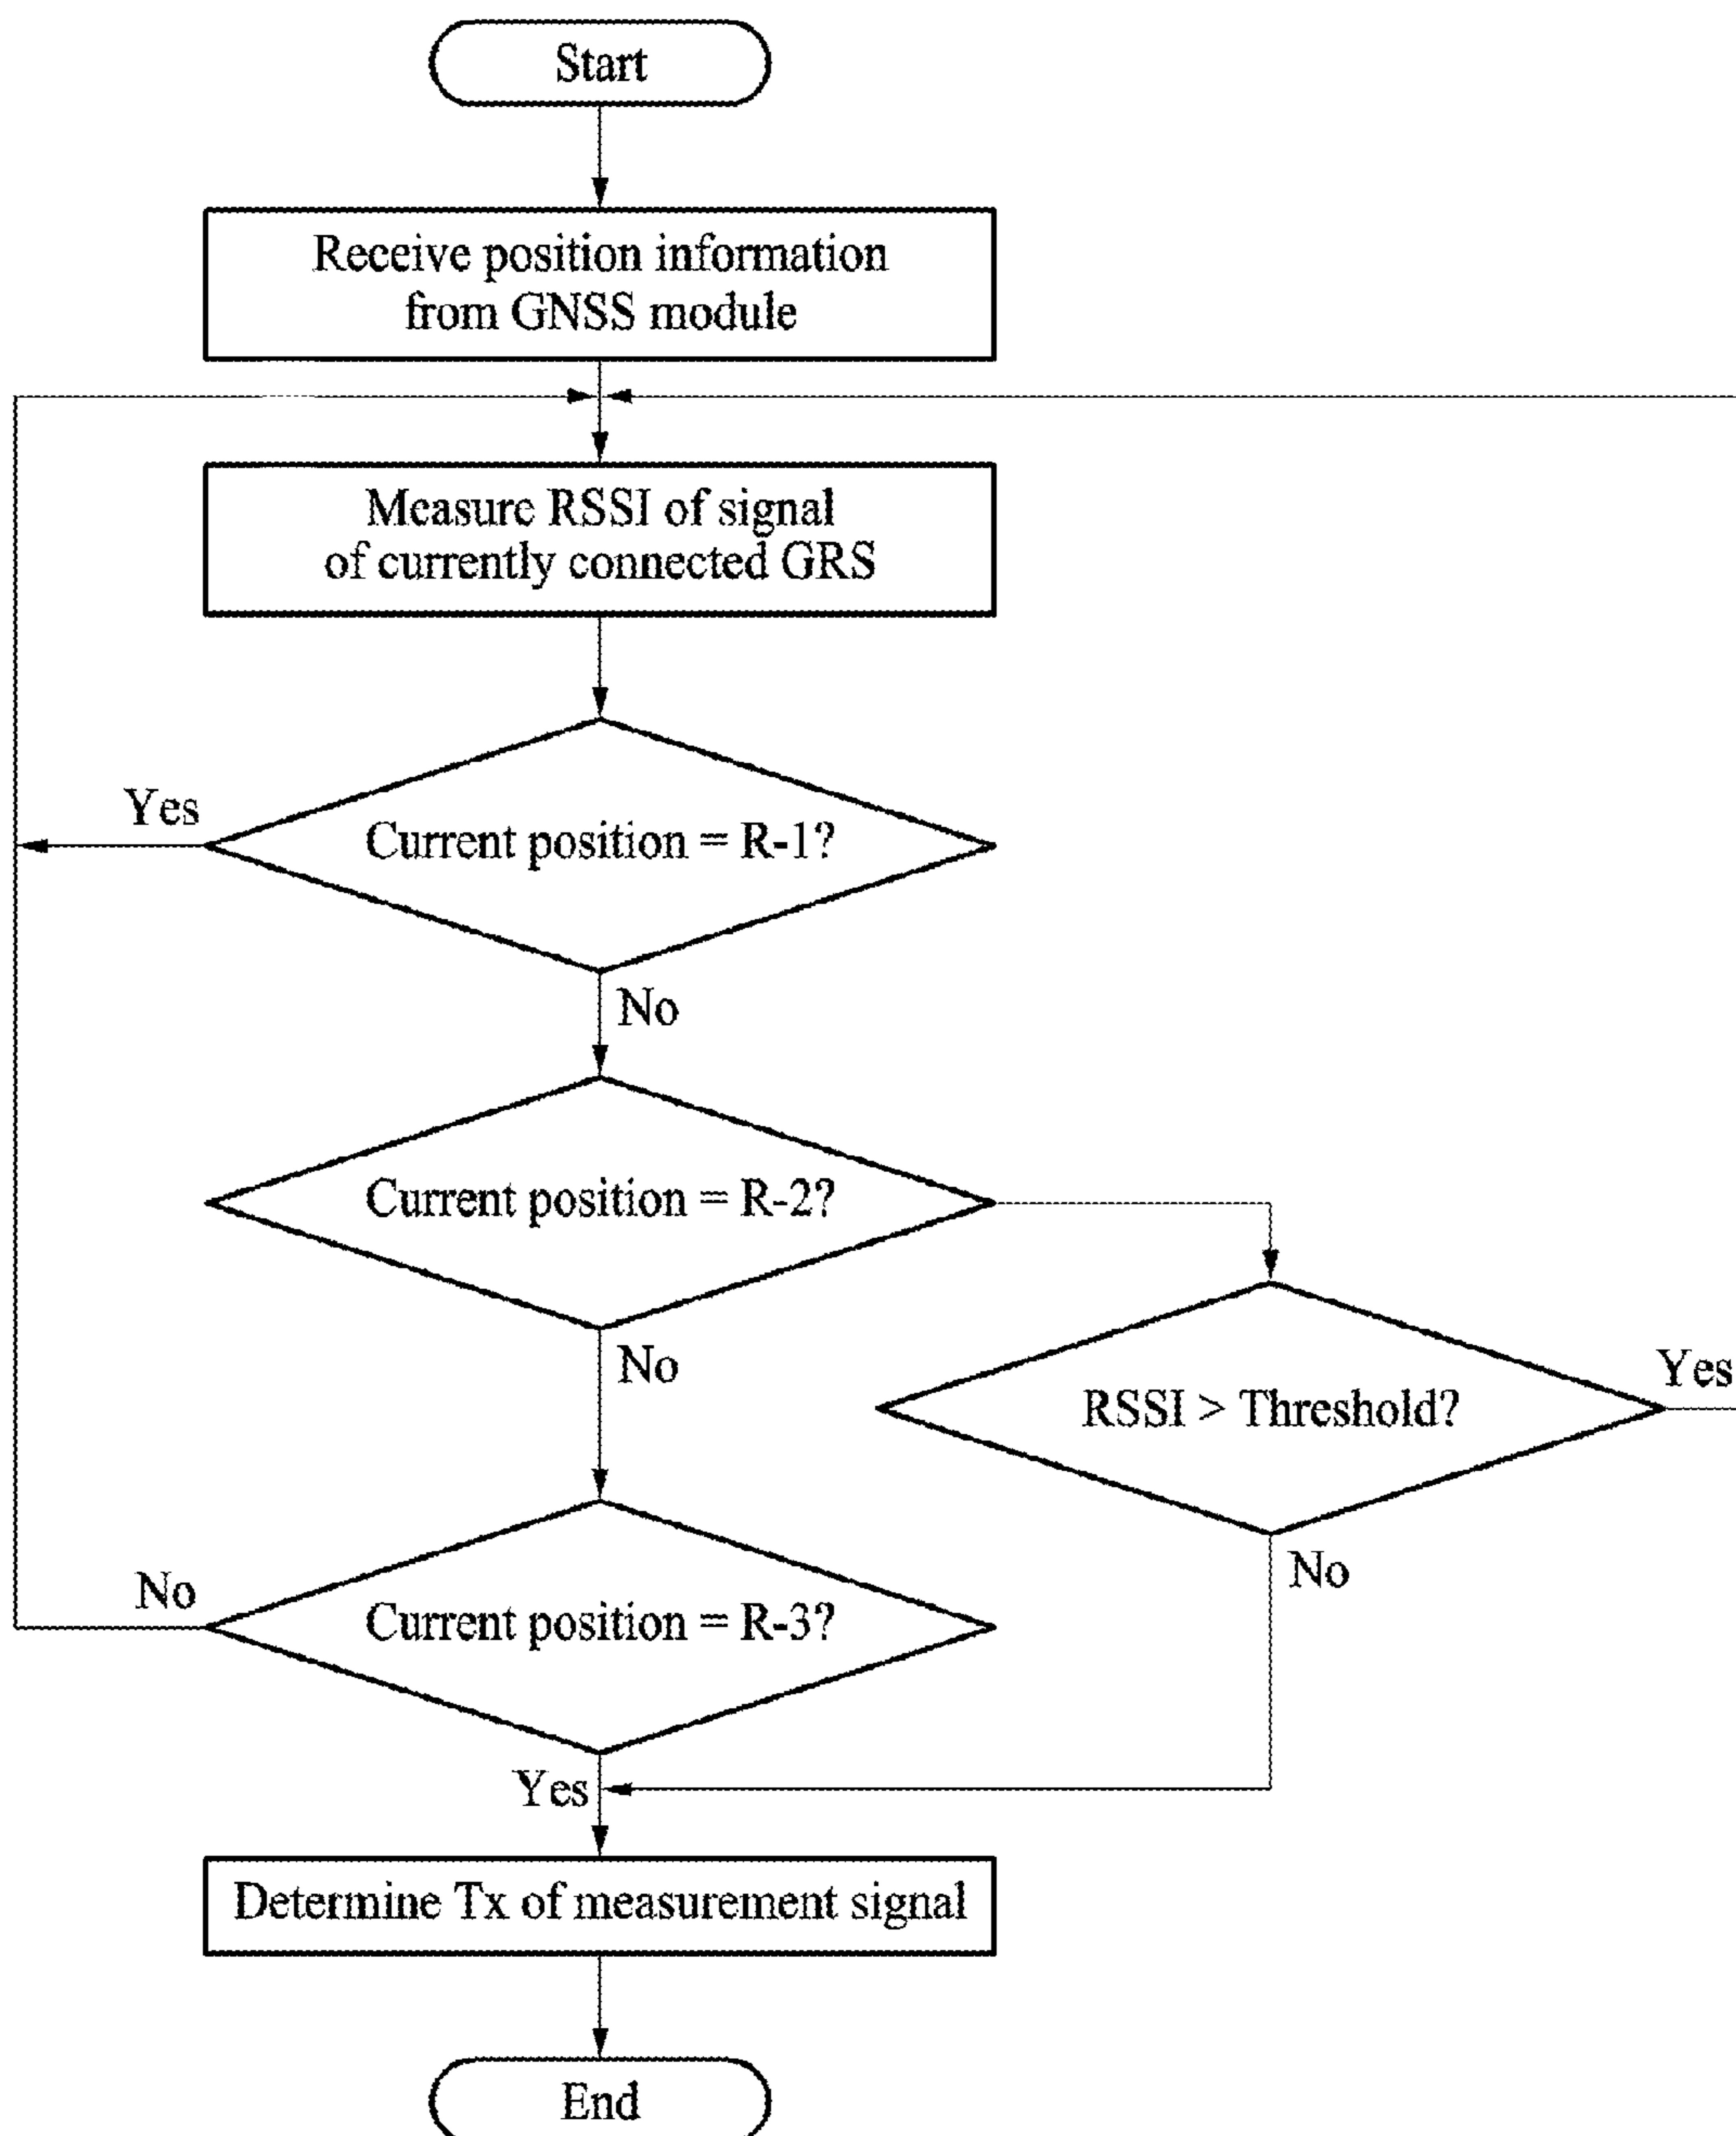 Start
Receive position information
from GNSS module
Measure RSSI of signal
of currently connected GRS
Yes
Current position = R-1?
No
Current position = R-2?
No
Yes
RSSI > Threshold?
No
No
Current position = R-3?
Yes
Determine Tx of measurement signal
End